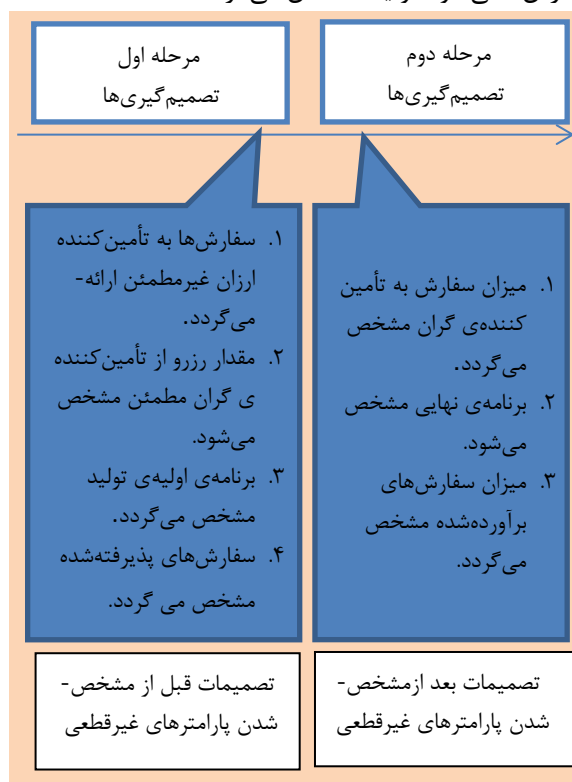 مرحله اول
تصمیم‌گیری‌ها
مرحله دوم
تصمیم‌گیری‌ها
۱. سفارش‌ها به تأمین‌کننده
ارزان غیرمطمئن ارائه-
می‌گردد.
۲. مقدار رزرو از تأمین‌کننده
ی گران مطمئن مشخص
می‌شود.
۳. برنامه‌ی اولیه‌ی تولید
مشخص می‌گردد.
۴. سفارش‌های پذیرفته‌شده
مشخص می گردد.
۱. میزان سفارش به تأمین
کننده‌ی گران مشخص
می‌گردد.
۲. برنامه‌ی نهایی مشخص
می‌شود.
۳. میزان سفارش‌های
برآورده‌شده مشخص
می‌گردد.
تصمیمات قبل از مشخص-
شدن پارامترهای غیرقطعی
تصمیمات بعد ازمشخص-
شدن پارامترهای غیرقطعی